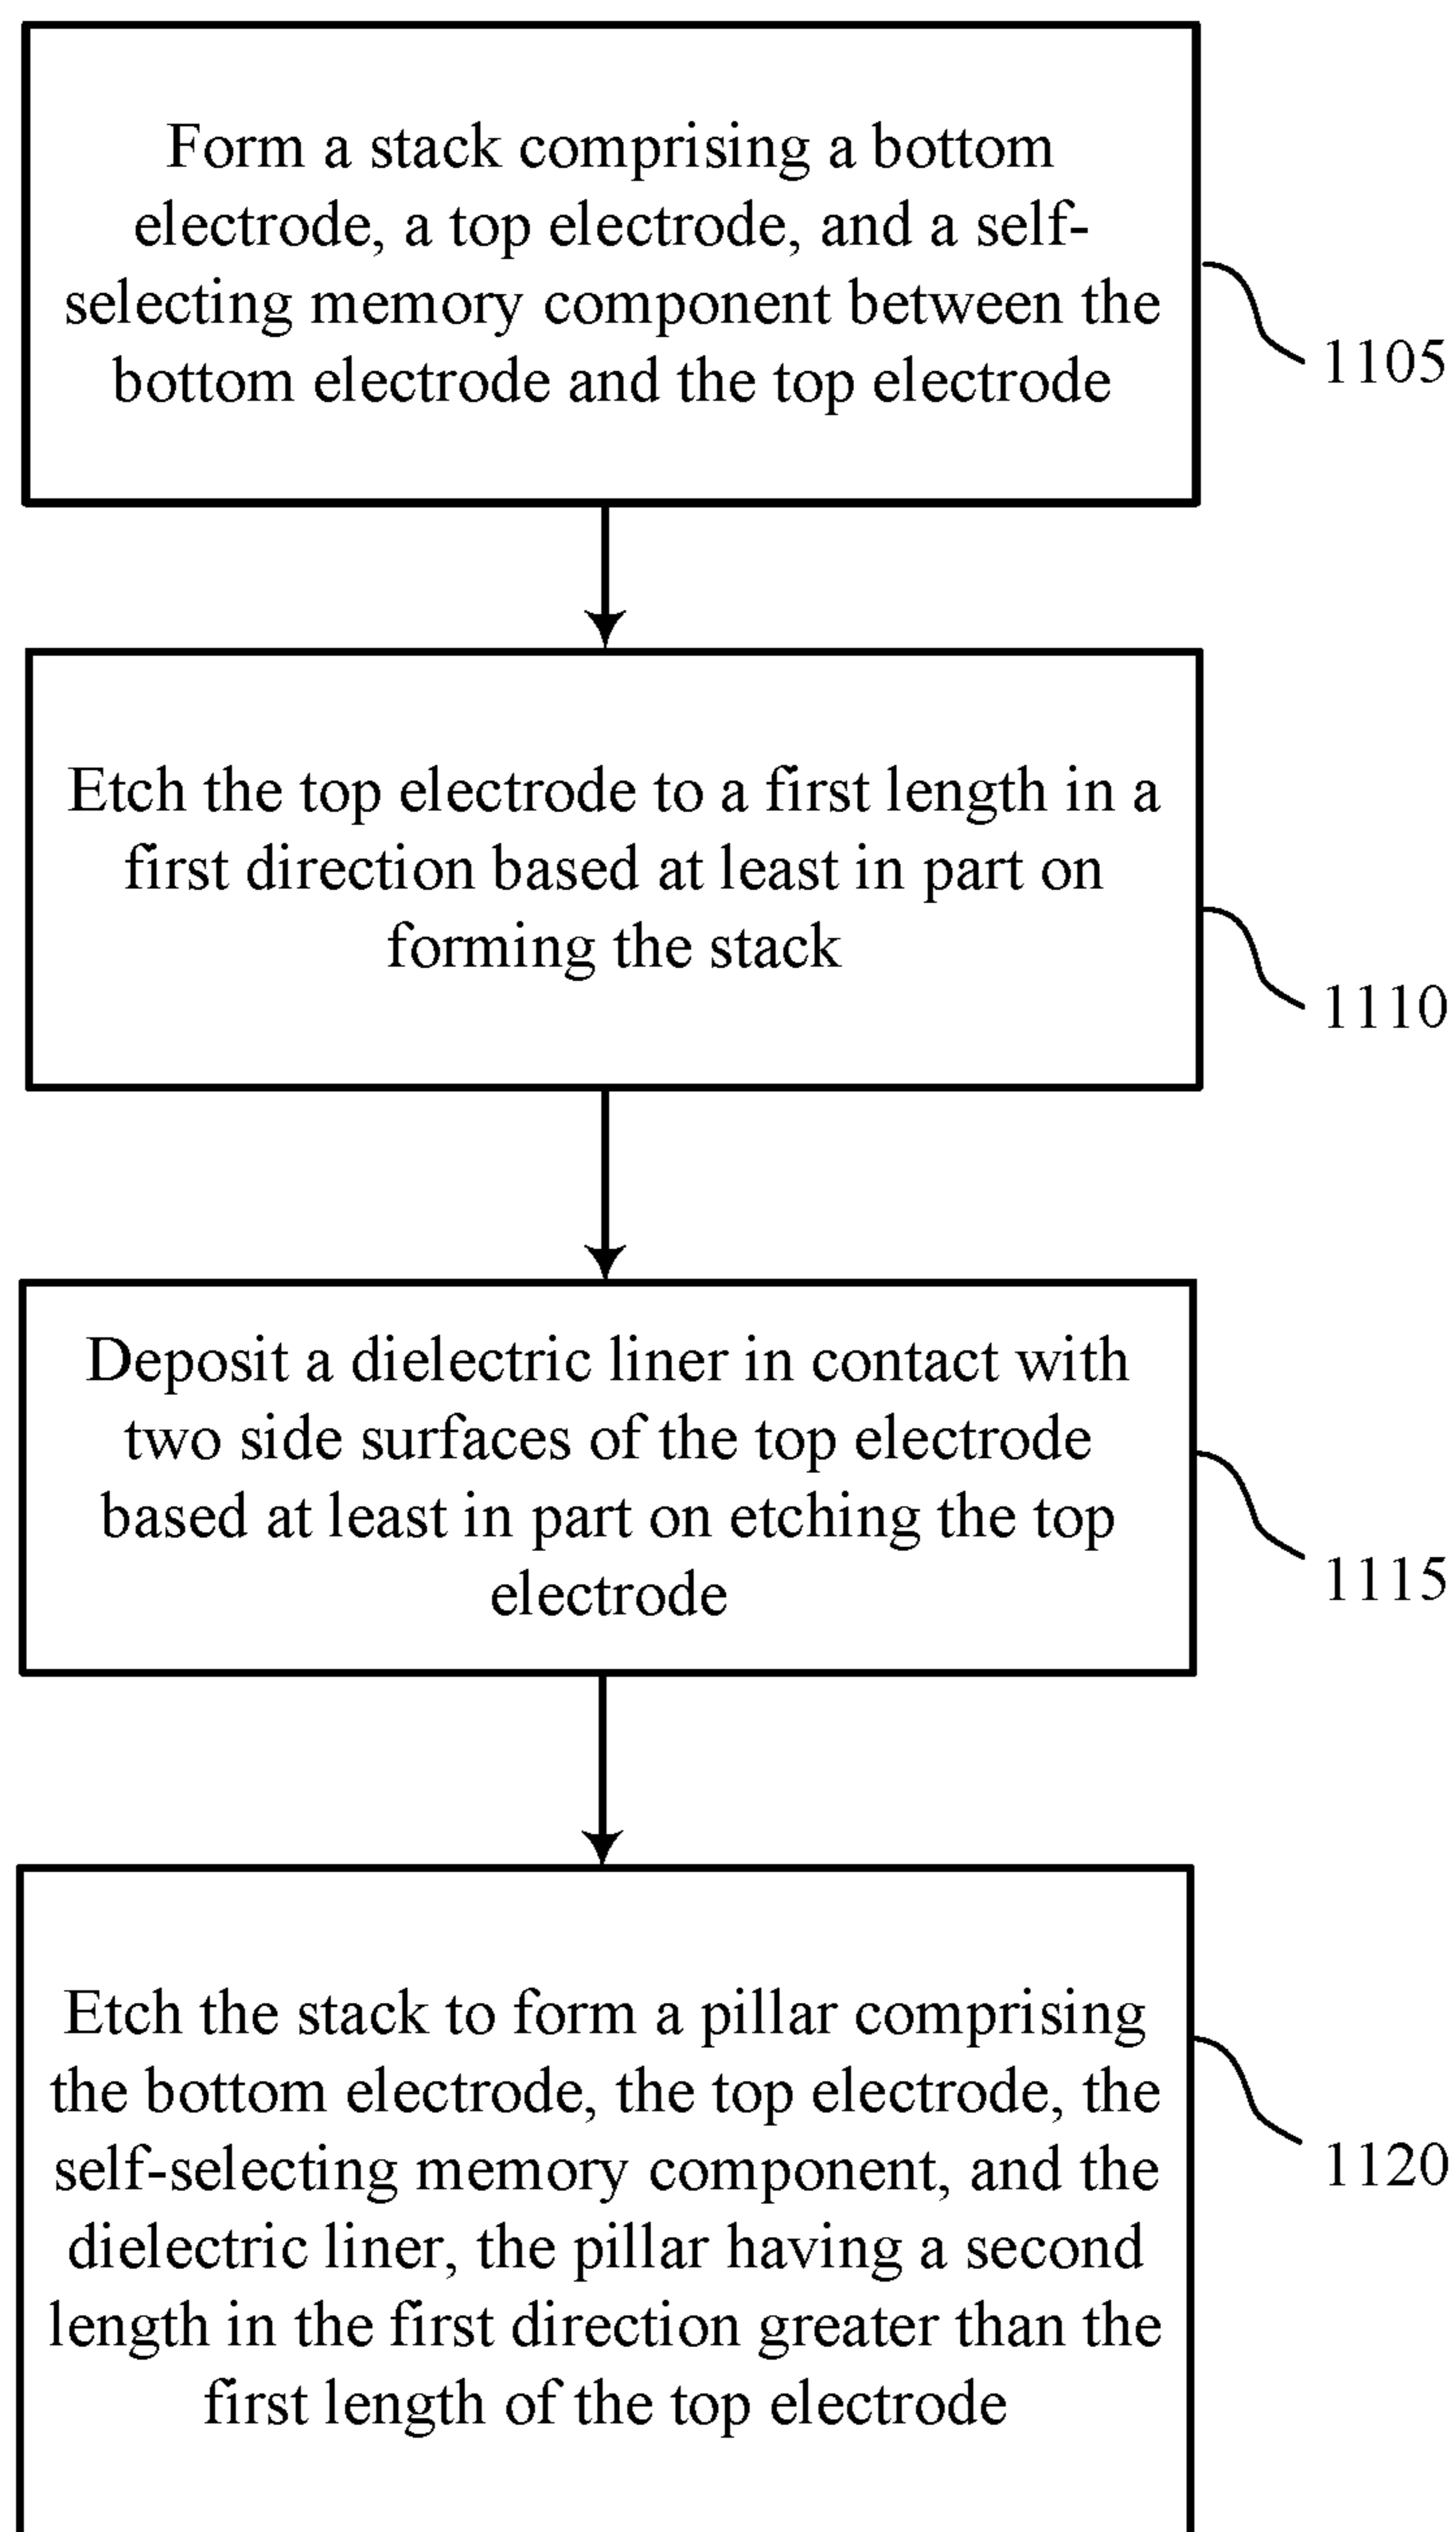 Form a stack comprising a bottom
electrode, a top electrode, and a self-
selecting memory component between the
bottom electrode and the top electrode
1105
Etch the top electrode to a first length in a
first direction based at least in part on
forming the stack
1110
Deposit a dielectric liner in contact with
two side surfaces of the top electrode
based at least in part on etching the top
electrode
1115
Etch the stack to form a pillar comprising
the bottom electrode, the top electrode, the
self-selecting memory component, and the
dielectric liner, the pillar having a second
length in the first direction greater than the
first length of the top electrode
1120